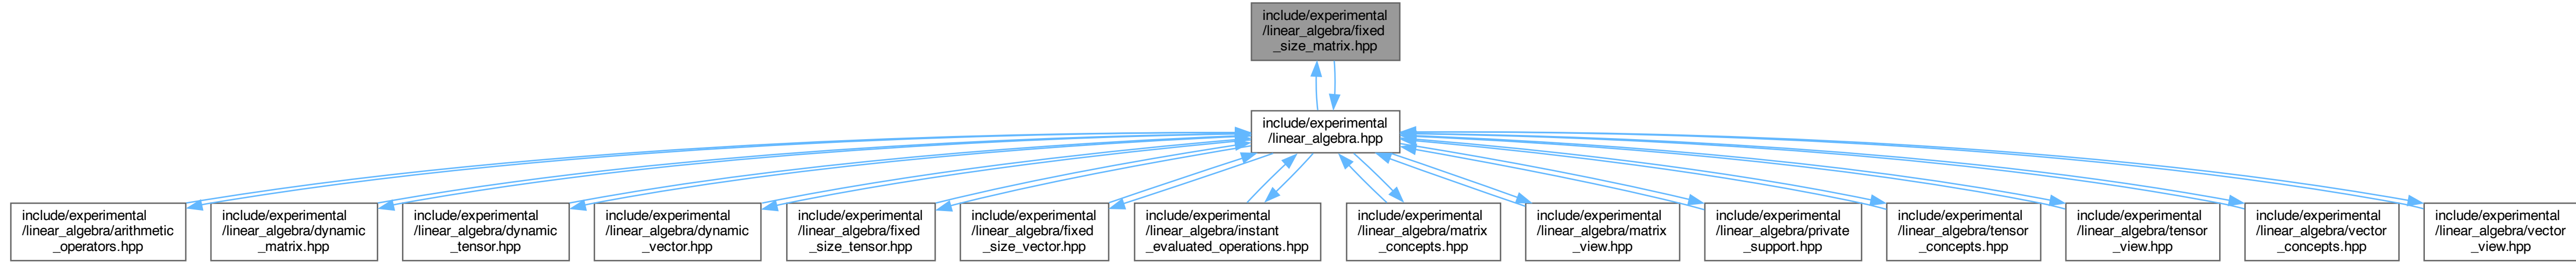 include/experimental
/linear_algebra/fixed
_size_matrix.hpp
include/experimental
/linear_algebra.hpp
include/experimental
/linear_algebra/arithmetic
_operators.hpp
include/experimental
/linear_algebra/dynamic
_matrix.hpp
include/experimental
/linear_algebra/dynamic
_tensor.hpp
include/experimental
/linear_algebra/dynamic
_vector.hpp
include/experimental
/linear_algebra/fixed
_size_tensor.hpp
include/experimental
/linear_algebra/fixed
_size_vector.hpp
include/experimental
/linear_algebra/instant
_evaluated_operations.hpp
include/experimental
/linear_algebra/matrix
_concepts.hpp
include/experimental
/linear_algebra/matrix
_view.hpp
include/experimental
/linear_algebra/private
_support.hpp
include/experimental
/linear_algebra/tensor
_concepts.hpp
include/experimental
/linear_algebra/tensor
_view.hpp
include/experimental
/linear_algebra/vector
_concepts.hpp
include/experimental
/linear_algebra/vector
_view.hpp